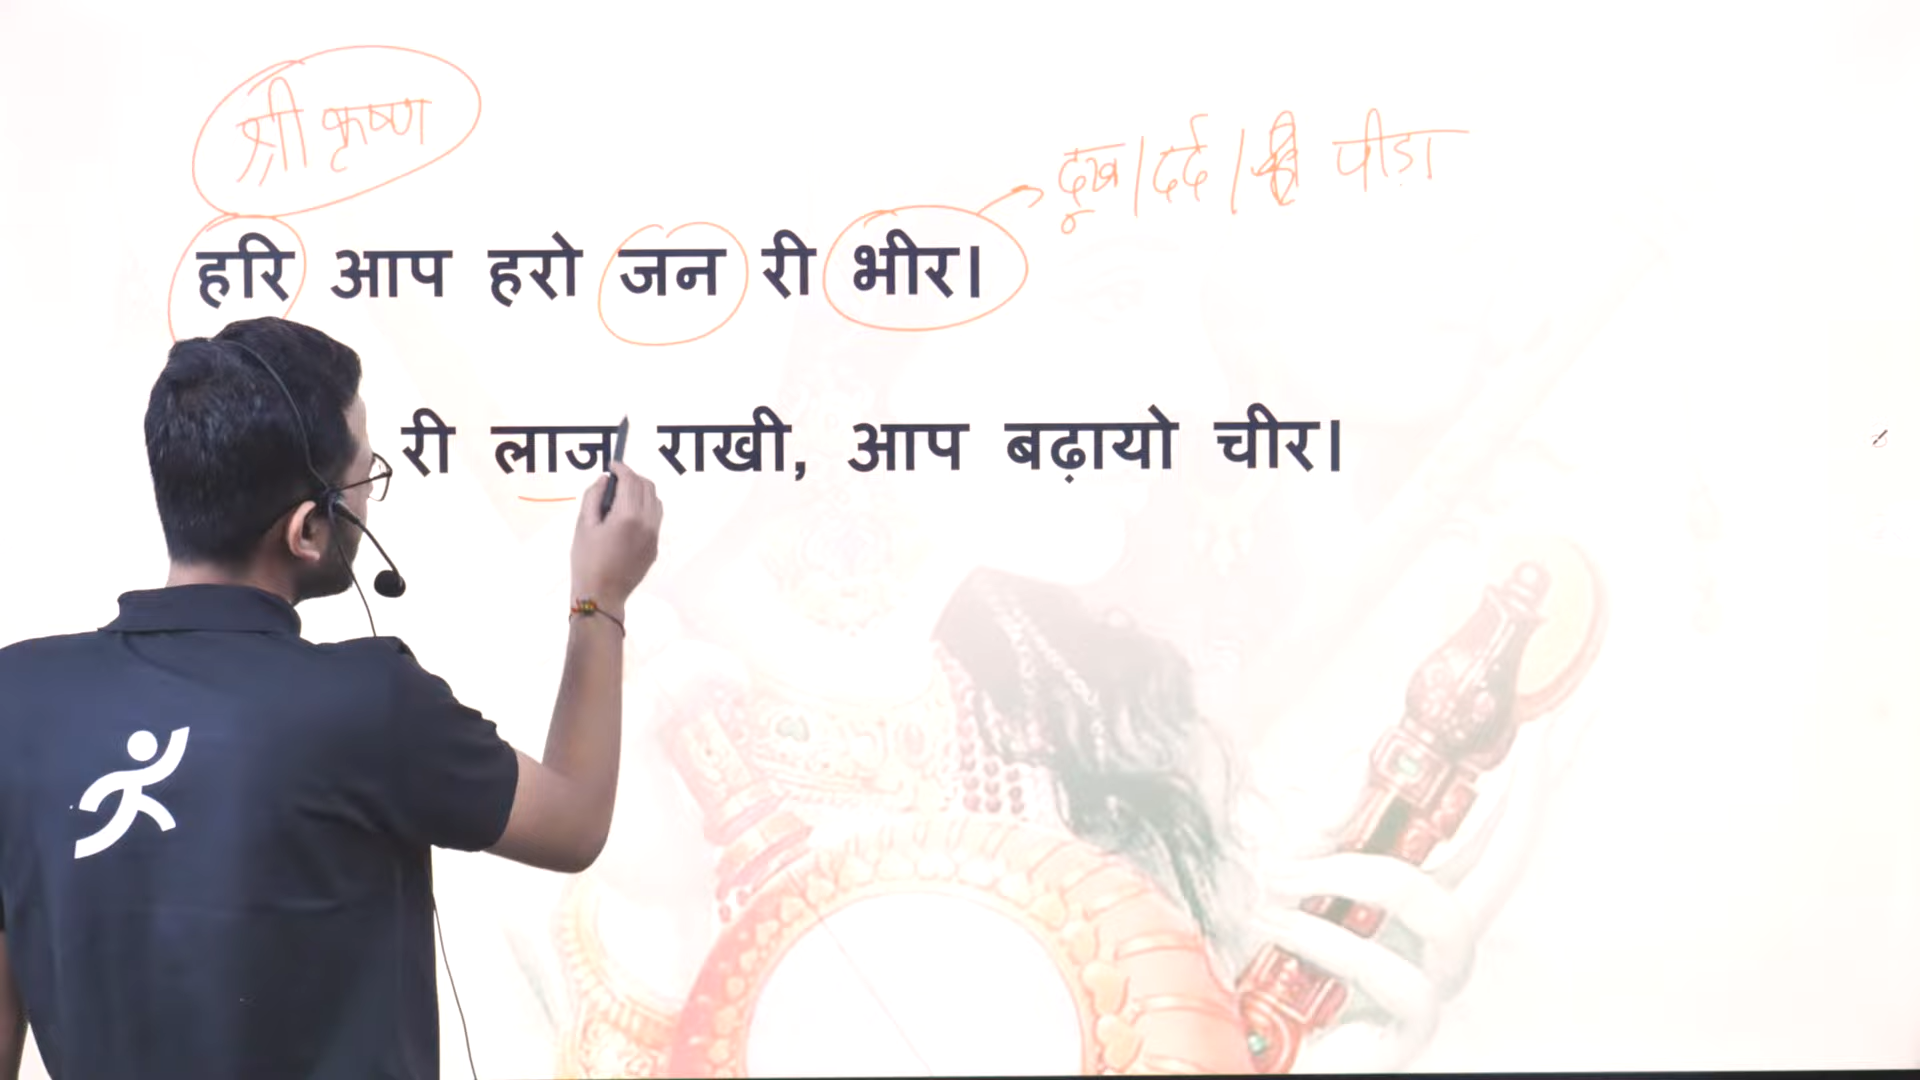 श्री कृष्ण
दुख / दर्द / पीडा
हरि आप हरो जन री भीर।
री लाज राखी, आप बढ़ायो चीर।